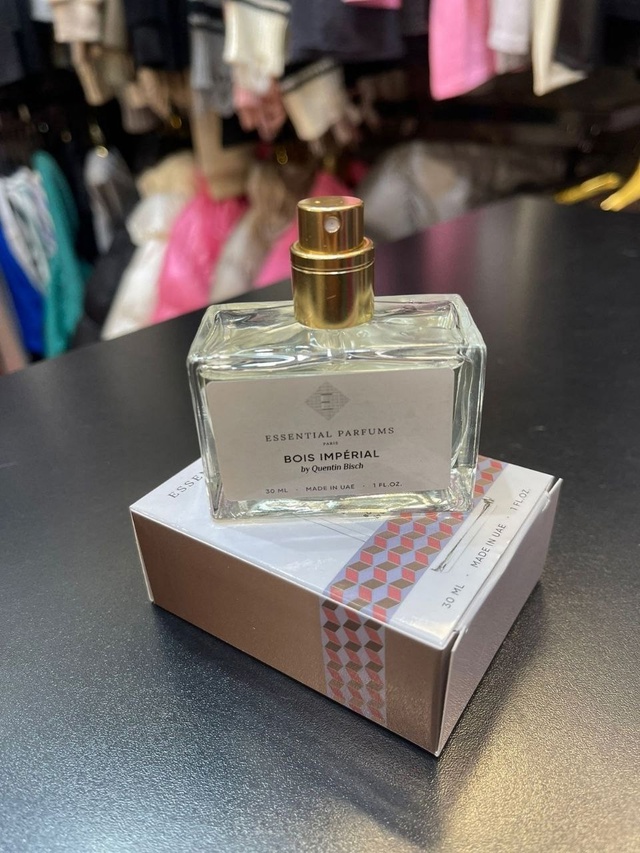 ESSENTIAL PARFUMS
PARIS
BOIS IMPÉRIAL
by Quentin Bisch
30 ML · MADE IN UAE · 1 FL.OZ.
ESSE
30 ML · MADE IN UAE · 1 FL.OZ.